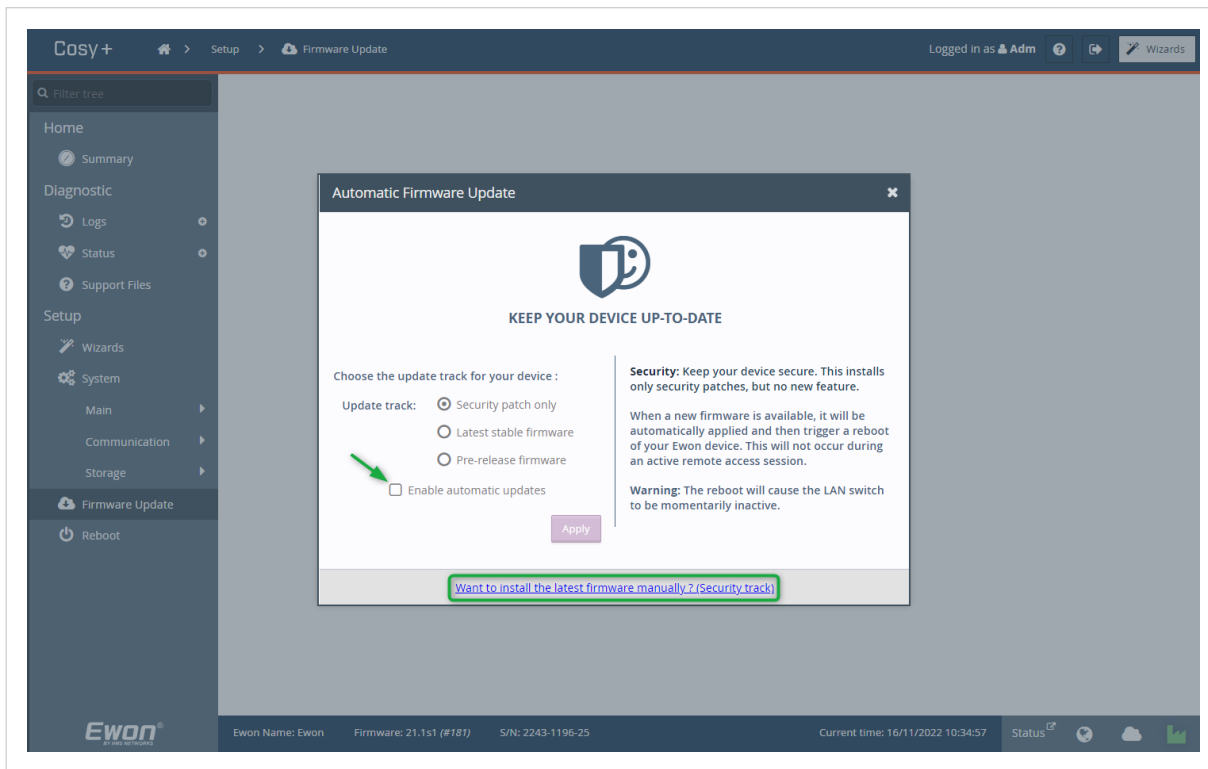 Cosy+
Setup
Firmware Update
Logged in as Adm
Wizards
Filter tree
Home
Summary
Diagnostic
Logs
Status
Support Files
Setup
Wizards
System
Main
Communication
Storage
Firmware Update
Reboot
Automatic Firmware Update
KEEP YOUR DEVICE UP-TO-DATE
Choose the update track for your device :
Update track:
Security patch only
Latest stable firmware
Pre-release firmware
Enable automatic updates
Apply
Security: Keep your device secure. This installs
only security patches, but no new feature.
When a new firmware is available, it will be
automatically applied and then trigger a reboot
of your Ewon device. This will not occur during
an active remote access session.
Warning: The reboot will cause the LAN switch
to be momentarily inactive.
Want to install the latest firmware manually ? (Security track)
Ewon®
BY HMS NETWORKS
Ewon Name: Ewon
Firmware: 21.1s1 (#181)
S/N: 2243-1196-25
Current time: 16/11/2022 10:34:57
Status